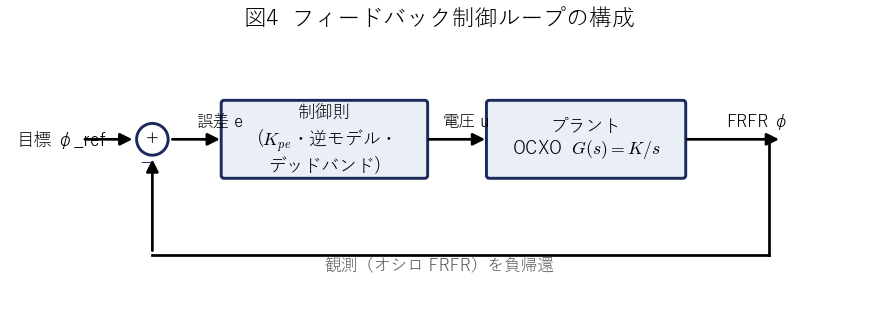 図4 フィードバック制御ループの構成
目標 φ_ref
+
−
誤差 e
制御則
(K_{pe}・逆モデル・
デッドバンド)
電圧 u
プラント
OCXO G(s) = K/s
FRFR φ
観測（オシロ FRFR）を負帰還